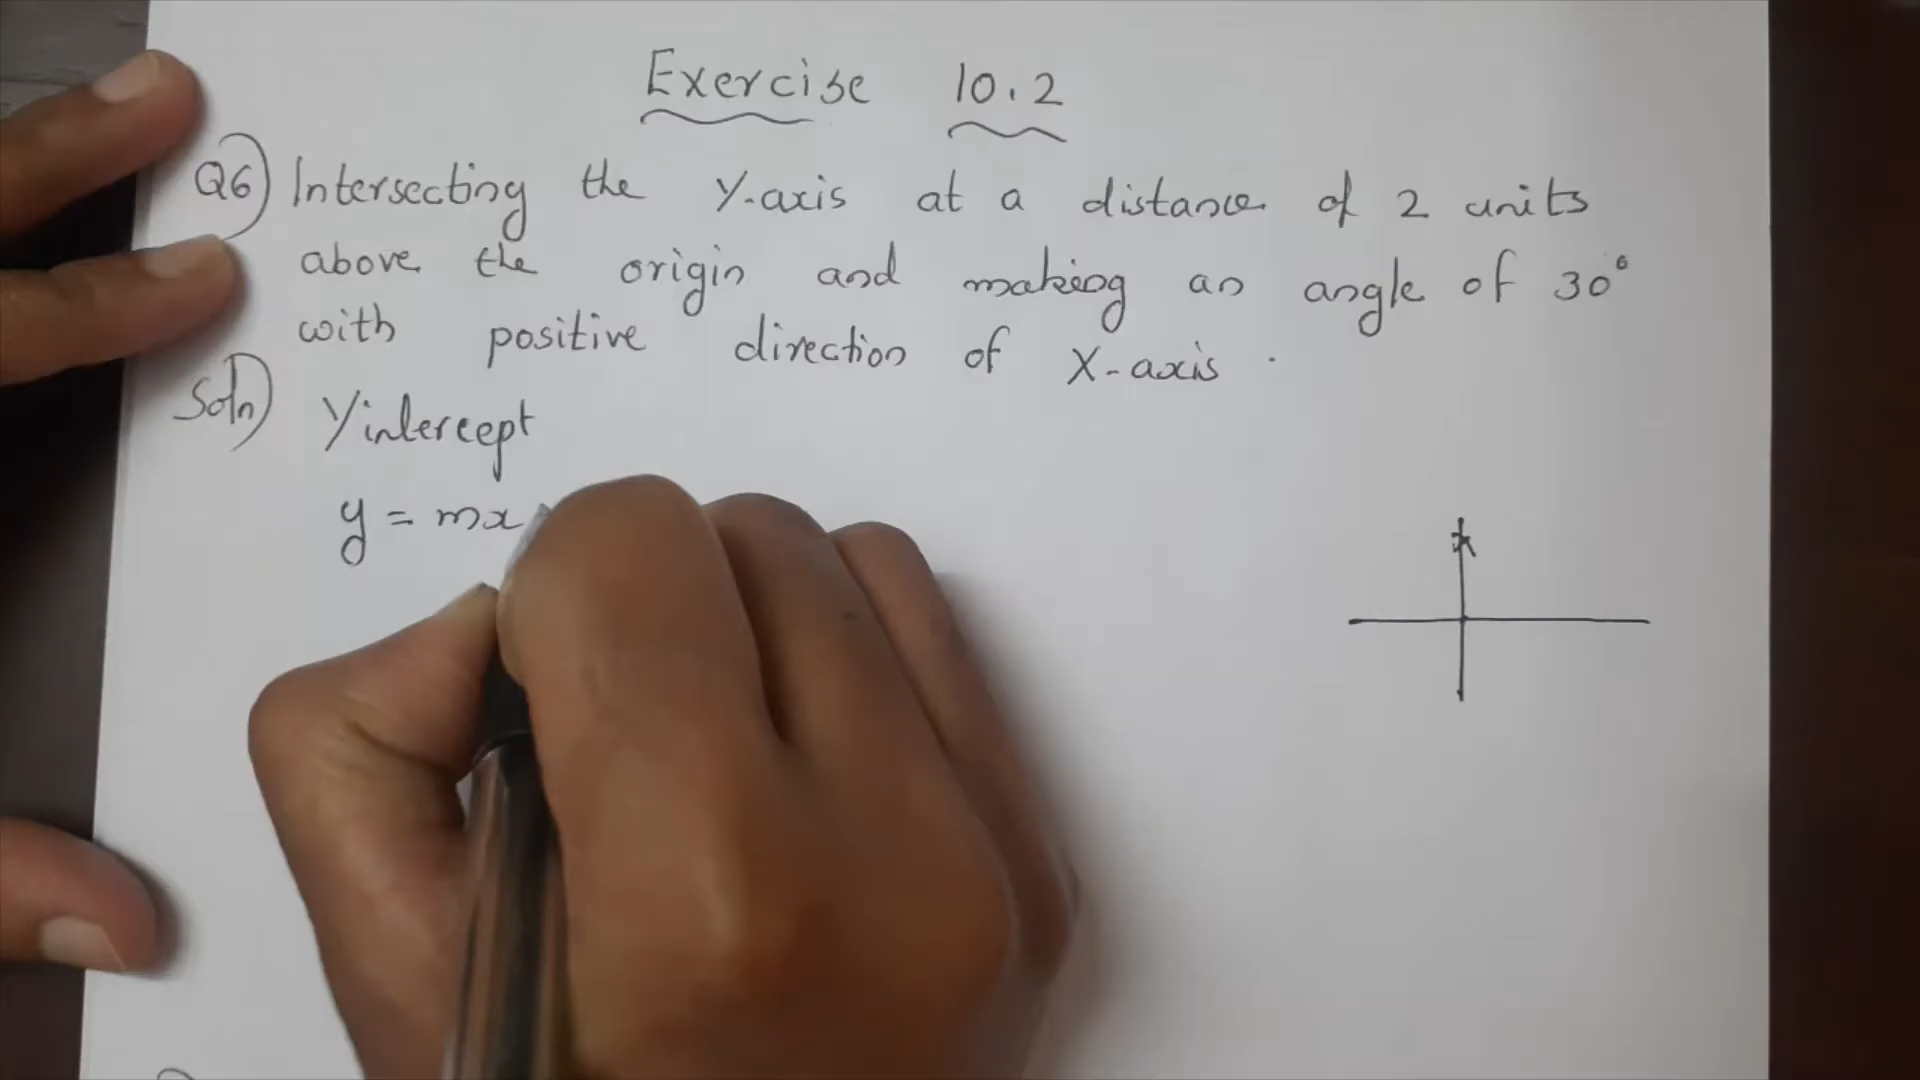 Exercise 10.2
Q6) Intersecting the Y-axis at a distance of 2 units
above the origin and making an angle of 30°
with positive direction of X-axis.
Soln) Y intercept
y = mx